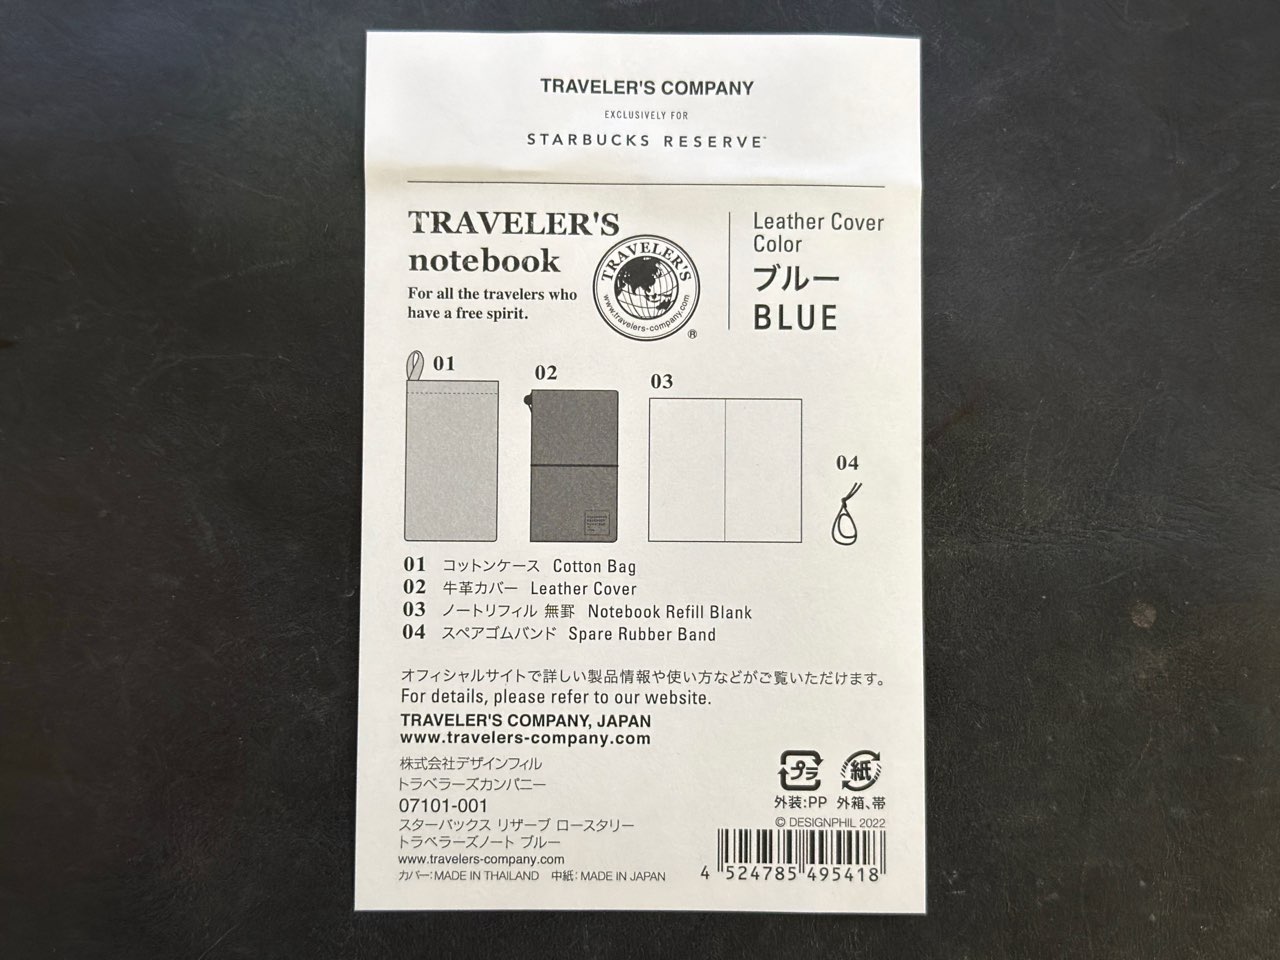 TRAVELER'S COMPANY
EXCLUSIVELY FOR
STARBUCKS RESERVE™
TRAVELER'S
notebook
For all the travelers who
have a free spirit.
TRAVELER'S
www.travelers-company.com
®
Leather Cover
Color
ブルー
BLUE
01
02
03
04
01 コットンケース Cotton Bag
02 牛革カバー Leather Cover
03 ノートリフィル 無罫 Notebook Refill Blank
04 スペアゴムバンド Spare Rubber Band
オフィシャルサイトで詳しい製品情報や使い方などがご覧いただけます。
For details, please refer to our website.
TRAVELER'S COMPANY, JAPAN
www.travelers-company.com
株式会社デザインフィル
トラベラーズカンパニー
07101-001
スターバックス リザーブ ロースタリー
トラベラーズノート ブルー
www.travelers-company.com
カバー:MADE IN THAILAND 中紙:MADE IN JAPAN
プラ
紙
外装:PP 外箱、帯
© DESIGNPHIL 2022
4 524785 495418